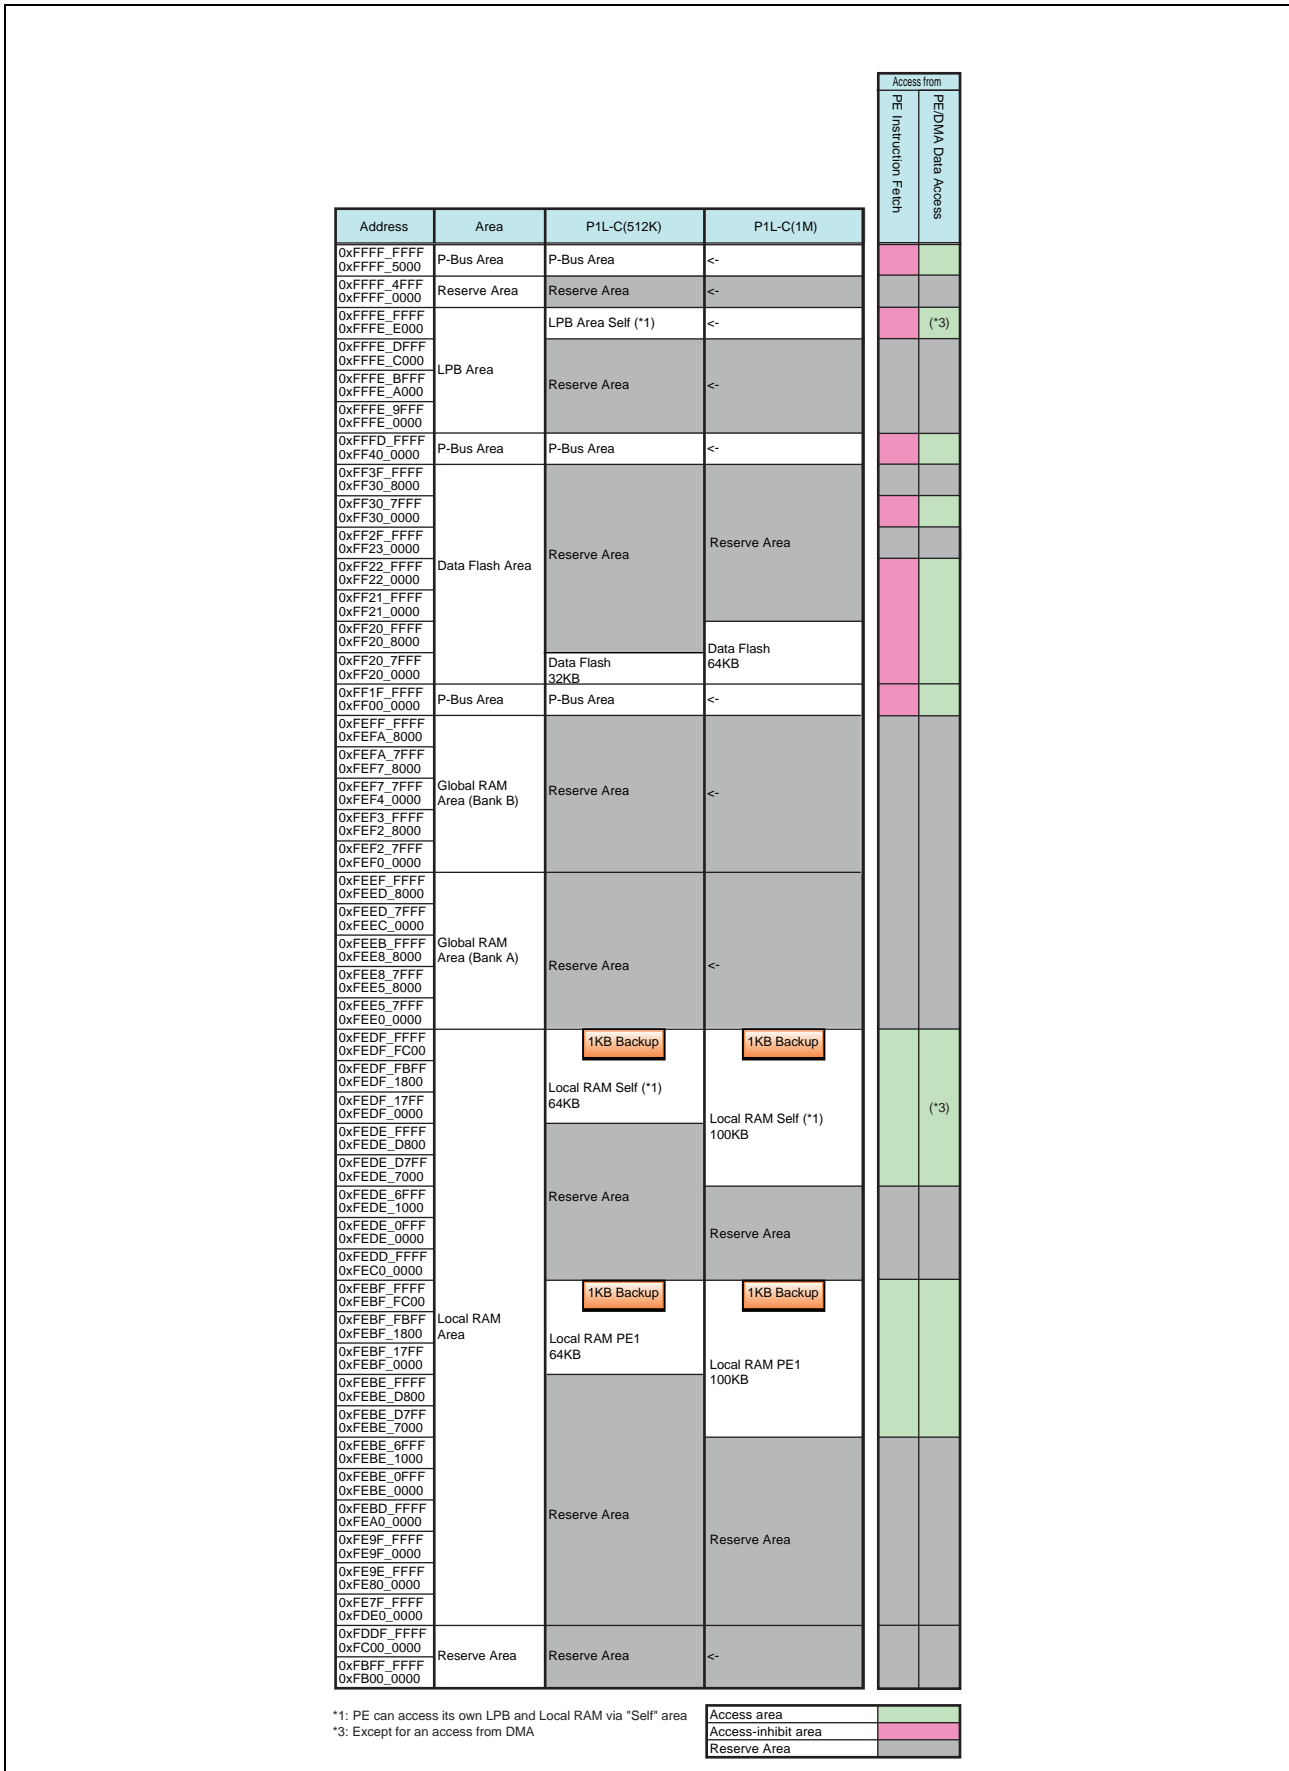 Access from
PE Instruction Fetch
PE/DMA Data Access
Address Area P1L-C(512K) P1L-C(1M)
0xFFFF_FFFF
0xFFFF_5000
P-Bus Area P-Bus Area <-
0xFFFF_4FFF
0xFFFF_0000
Reserve Area Reserve Area <-
0xFFFE_FFFF
0xFFFE_E000
LPB Area Self (*1) <- (*3)
0xFFFE_DFFF
0xFFFE_C000
LPB Area
0xFFFE_BFFF
0xFFFE_A000
Reserve Area <-
0xFFFE_9FFF
0xFFFE_0000
0xFFFD_FFFF
0xFF40_0000
P-Bus Area P-Bus Area <-
0xFF3F_FFFF
0xFF30_8000
0xFF30_7FFF
0xFF30_0000
0xFF2F_FFFF
0xFF23_0000
Reserve Area
Reserve Area
0xFF22_FFFF
0xFF22_0000
Data Flash Area
0xFF21_FFFF
0xFF21_0000
0xFF20_FFFF
0xFF20_8000
Data Flash
64KB
0xFF20_7FFF
0xFF20_0000
Data Flash
32KB
0xFF1F_FFFF
0xFF00_0000
P-Bus Area P-Bus Area <-
0xFEFF_FFFF
0xFEFA_8000
0xFEFA_7FFF
0xFEF7_8000
0xFEF7_7FFF
0xFEF4_0000
Global RAM
Area (Bank B)
Reserve Area <-
0xFEF3_FFFF
0xFEF2_8000
0xFEF2_7FFF
0xFEF0_0000
0xFEEF_FFFF
0xFEED_8000
0xFEED_7FFF
0xFEEC_0000
0xFEEB_FFFF
0xFEE8_8000
Global RAM
Area (Bank A)
Reserve Area <-
0xFEE8_7FFF
0xFEE5_8000
0xFEE5_7FFF
0xFEE0_0000
0xFEDF_FFFF
0xFEDF_FC00
1KB Backup 1KB Backup
0xFEDF_FBFF
0xFEDF_1800
Local RAM Self (*1)
64KB
0xFEDF_17FF
0xFEDF_0000
(*3)
Local RAM Self (*1)
100KB
0xFEDE_FFFF
0xFEDE_D800
0xFEDE_D7FF
0xFEDE_7000
0xFEDE_6FFF
0xFEDE_1000
Reserve Area
0xFEDE_0FFF
0xFEDE_0000
Reserve Area
0xFEDD_FFFF
0xFEC0_0000
0xFEBF_FFFF
0xFEBF_FC00
1KB Backup 1KB Backup
0xFEBF_FBFF
0xFEBF_1800
Local RAM
Area
Local RAM PE1
64KB
0xFEBF_17FF
0xFEBF_0000
Local RAM PE1
100KB
0xFEBE_FFFF
0xFEBE_D800
0xFEBE_D7FF
0xFEBE_7000
0xFEBE_6FFF
0xFEBE_1000
0xFEBE_0FFF
0xFEBE_0000
0xFEBD_FFFF
0xFEA0_0000
Reserve Area
0xFE9F_FFFF
0xFE9F_0000
Reserve Area
0xFE9E_FFFF
0xFE80_0000
0xFE7F_FFFF
0xFDE0_0000
0xFDDF_FFFF
0xFC00_0000
Reserve Area Reserve Area <-
0xFBFF_FFFF
0xFB00_0000
*1: PE can access its own LPB and Local RAM via "Self" area
*3: Except for an access from DMA
Access area
Access-inhibit area
Reserve Area